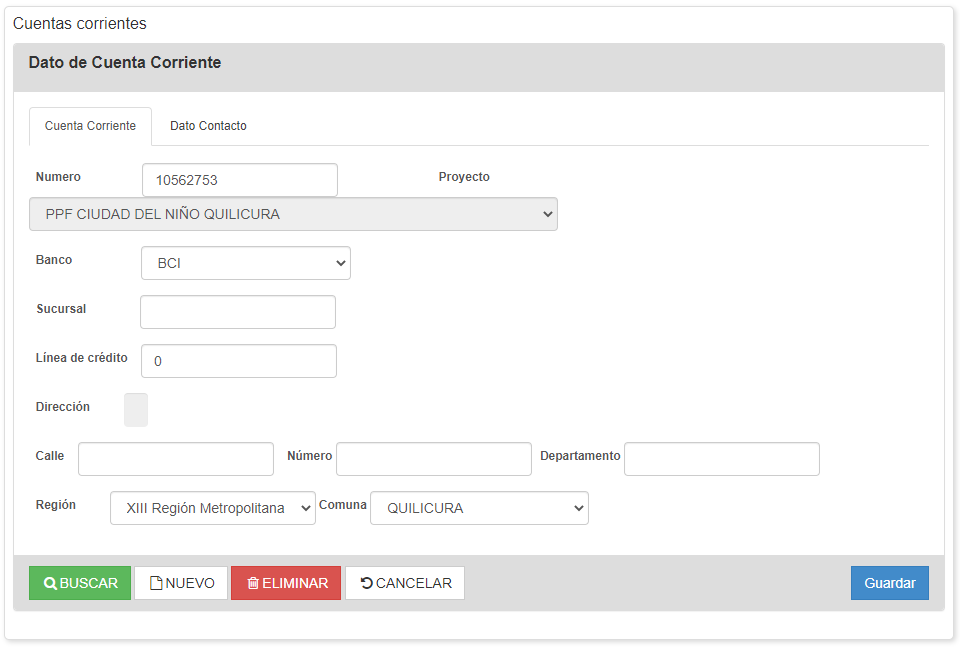 Cuentas corrientes
Dato de Cuenta Corriente
Cuenta Corriente Dato Contacto
Numero 10562753 Proyecto
PPF CIUDAD DEL NIÑO QUILICURA
Banco BCI
Sucursal
Línea de crédito 0
Dirección
Calle Número Departamento
Región XIII Región Metropolitana Comuna QUILICURA
BUSCAR NUEVO ELIMINAR CANCELAR Guardar